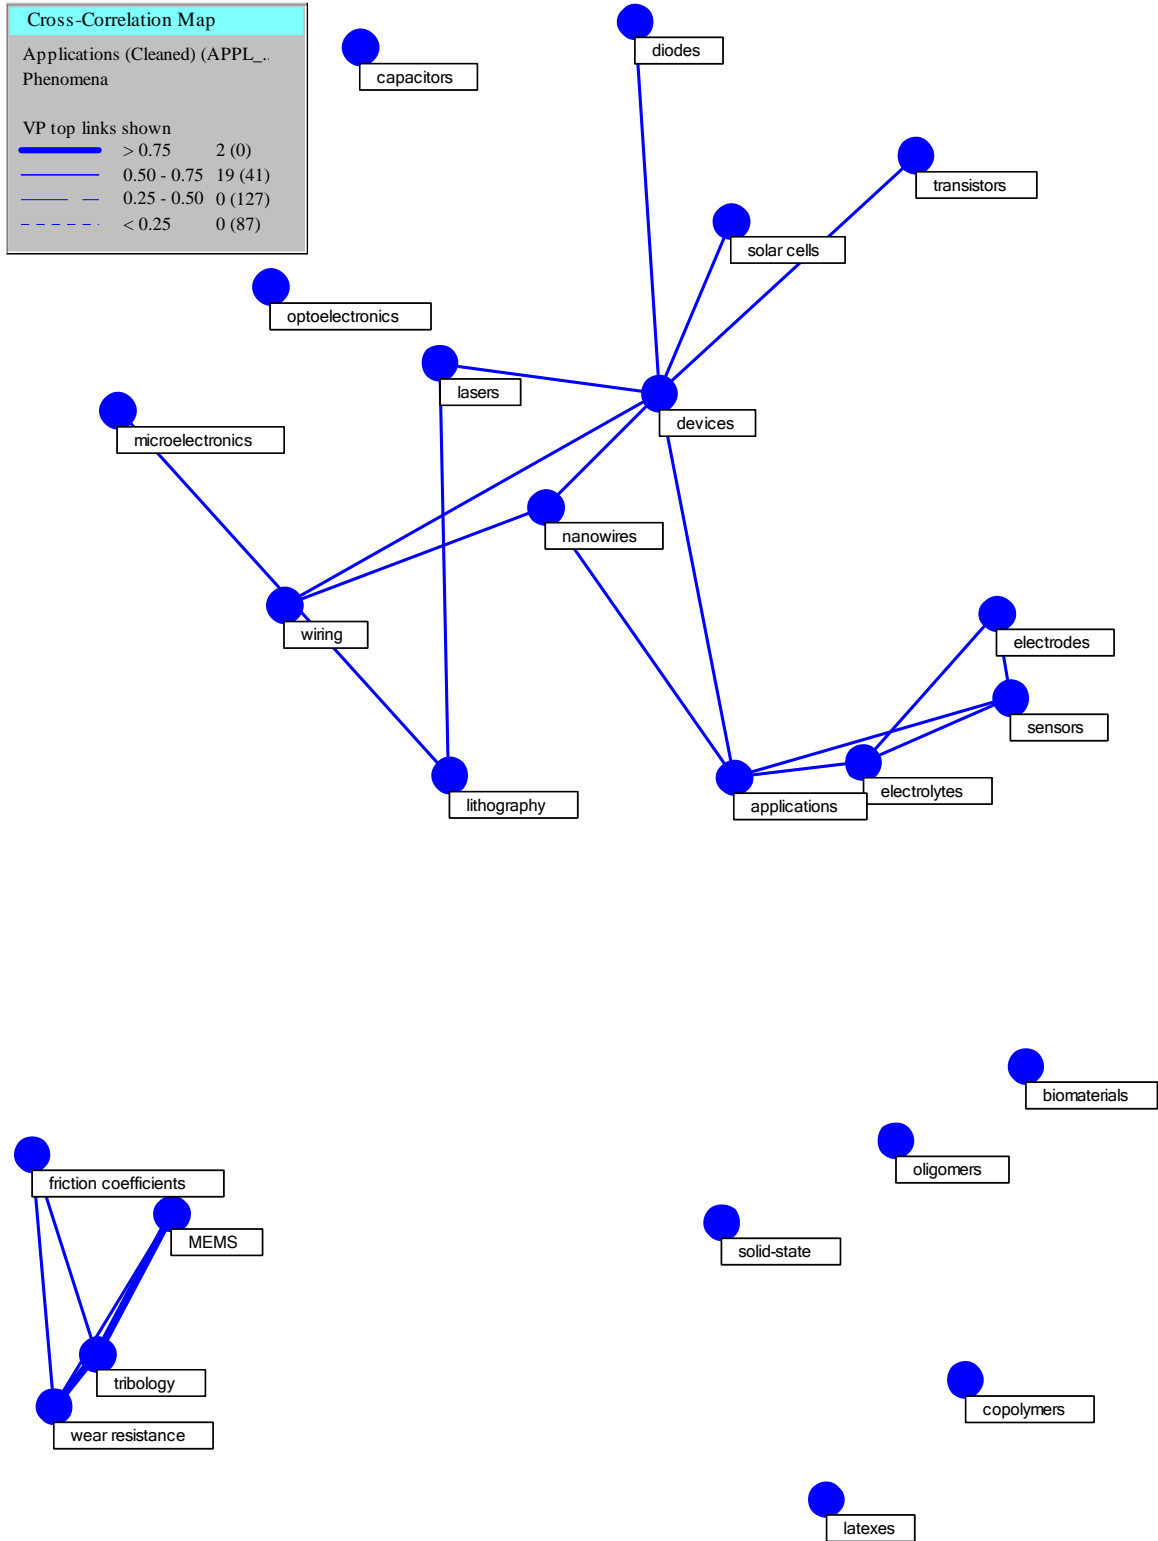 Cross-Correlation Map
Applications (Cleaned) (APPL_..
Phenomena
VP top links shown
> 0.75 2 (0)
0.50 - 0.75 19 (41)
0.25 - 0.50 0 (127)
< 0.25 0 (87)
diodes
capacitors
transistors
solar cells
optoelectronics
lasers
devices
microelectronics
nanowires
wiring
electrodes
sensors
electrolytes
applications
lithography
biomaterials
oligomers
friction coefficients
MEMS
solid-state
tribology
copolymers
wear resistance
latexes